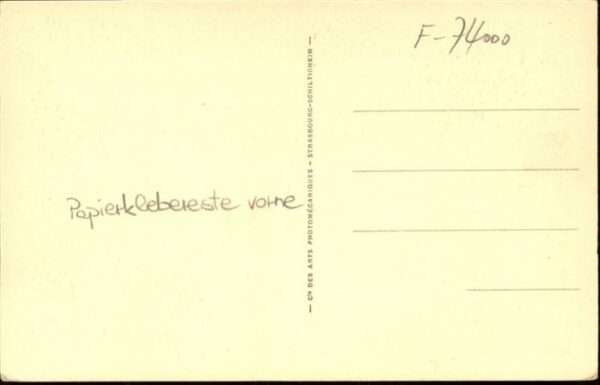 F-74000
Papierklebereste vorne
— Cie DES ARTS PHOTOMÉCANIQUES - STRASBOURG-SCHILTIGHEIM —